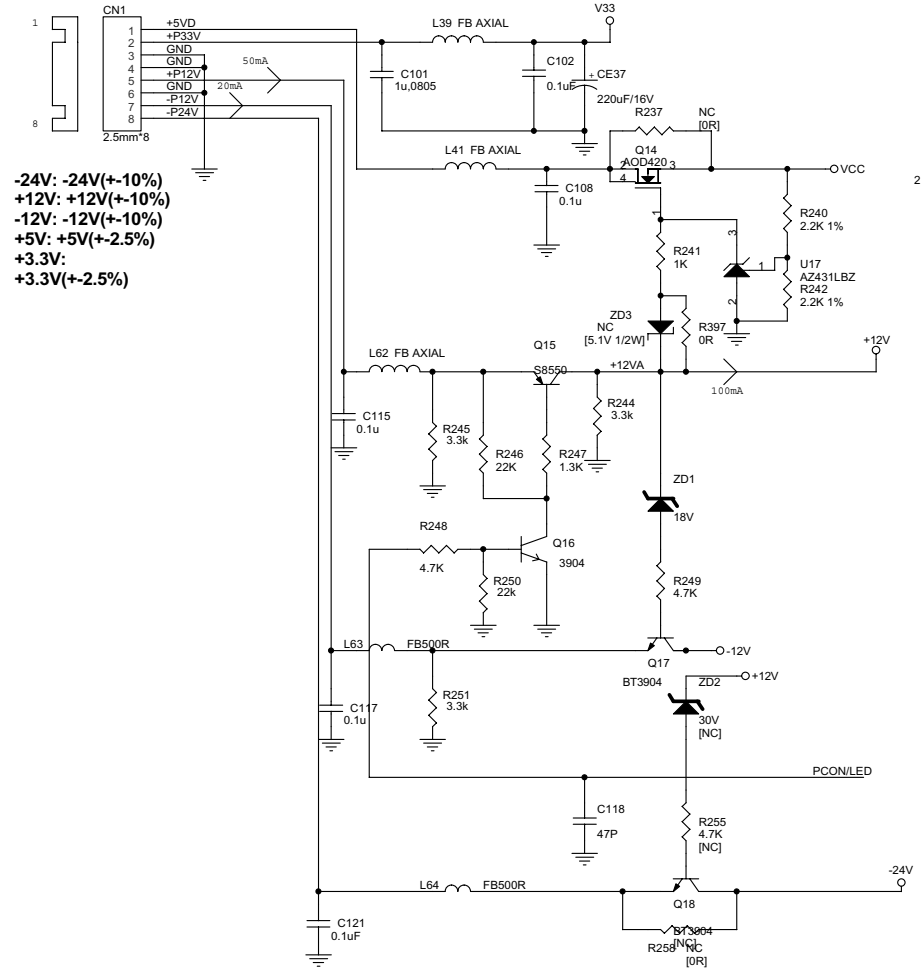 CN1
1
8
1
2
3
4
5
6
7
8
2.5mm*8
+5VD
+P33V
GND
GND
+P12V
GND
-P12V
-P24V
50mA
20mA
L39 FB AXIAL
V33
C101
1u,0805
C102
0.1uF
+
CE37
220uF/16V
R237
NC
[0R]
L41 FB AXIAL
C108
0.1u
Q14
AOD420
2
4
3
1
VCC
2
-24V: -24V(+-10%)
+12V: +12V(+-10%)
-12V: -12V(+-10%)
+5V: +5V(+-2.5%)
+3.3V:
+3.3V(+-2.5%)
R240
2.2K 1%
R241
1K
3
1
2
U17
AZ431LBZ
R242
2.2K 1%
ZD3
NC
[5.1V 1/2W]
R397
0R
+12V
L62 FB AXIAL
Q15
S8550
+12VA
100mA
C115
0.1u
R245
3.3k
R246
22K
R247
1.3K
R244
3.3k
ZD1
18V
R248
4.7K
Q16
3904
R250
22k
R249
4.7K
L63
FB500R
Q17
-12V
BT3904
ZD2
+12V
C117
0.1u
R251
3.3k
30V
[NC]
PCON/LED
C118
47P
R255
4.7K
[NC]
L64
FB500R
-24V
Q18
C121
0.1uF
BT3904
[NC]
R258
NC
[0R]